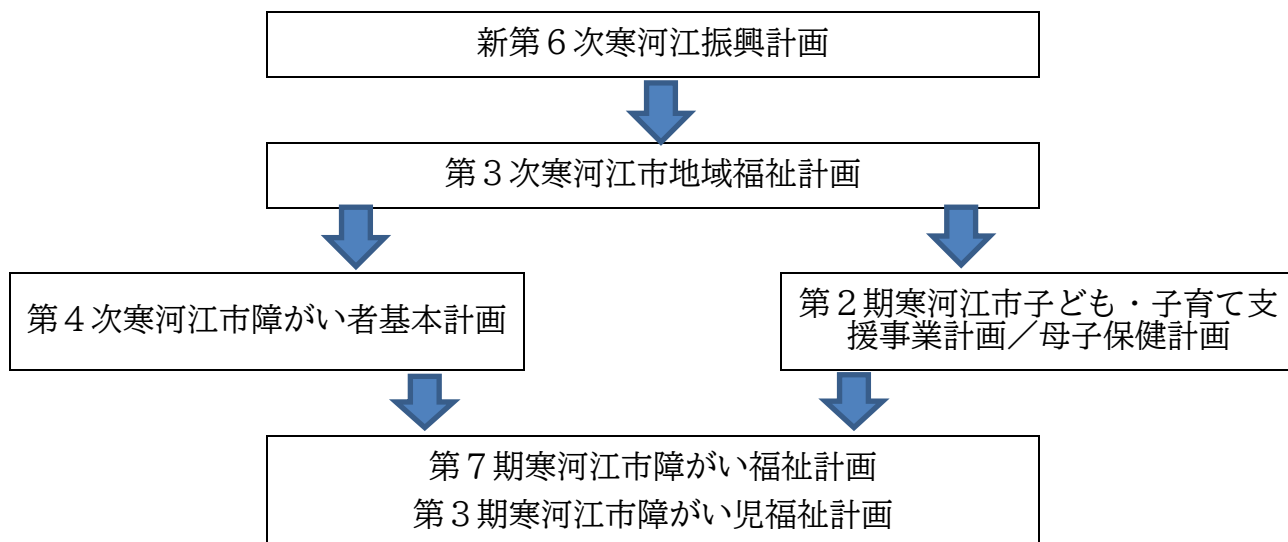 新第６次寒河江振興計画
第３次寒河江市地域福祉計画
第４次寒河江市障がい者基本計画
第２期寒河江市子ども・子育て支
援事業計画／母子保健計画
第７期寒河江市障がい福祉計画
第３期寒河江市障がい児福祉計画